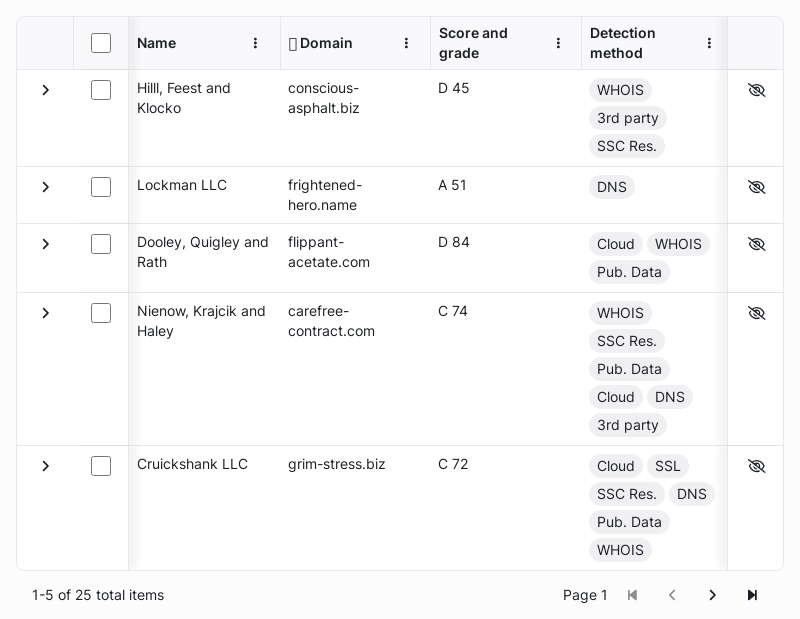 Name
Domain
Score and
grade
Detection
method
Hilll, Feest and
Klocko
conscious-
asphalt.biz
D 45
WHOIS
3rd party
SSC Res.
Lockman LLC
frightened-
hero.name
A 51
DNS
Dooley, Quigley and
Rath
flippant-
acetate.com
D 84
Cloud WHOIS
Pub. Data
Nienow, Krajcik and
Haley
carefree-
contract.com
C 74
WHOIS
SSC Res.
Pub. Data
Cloud DNS
3rd party
Cruickshank LLC
grim-stress.biz
C 72
Cloud SSL
SSC Res. DNS
Pub. Data
WHOIS
1-5 of 25 total items
Page 1